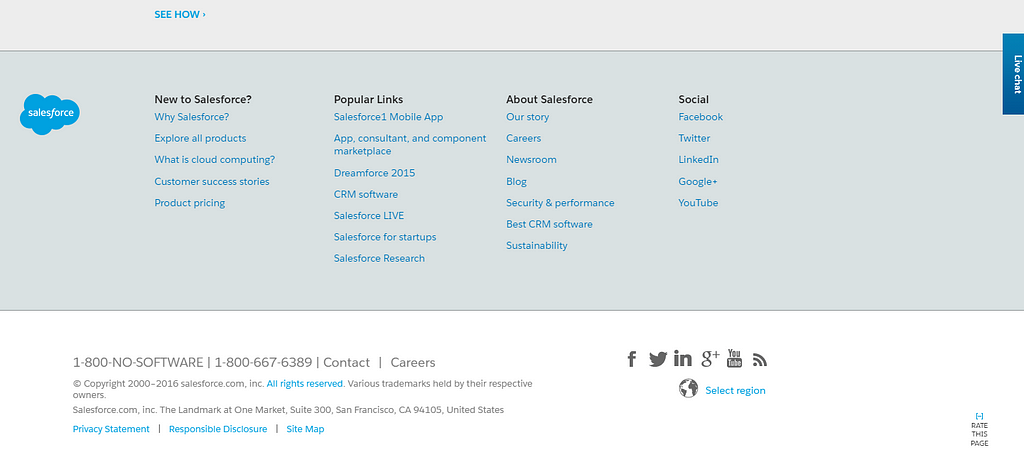 SEE HOW ›
Live chat
salesforce
New to Salesforce?
Why Salesforce?
Explore all products
What is cloud computing?
Customer success stories
Product pricing
Popular Links
Salesforce1 Mobile App
App, consultant, and component
marketplace
Dreamforce 2015
CRM software
Salesforce LIVE
Salesforce for startups
Salesforce Research
About Salesforce
Our story
Careers
Newsroom
Blog
Security & performance
Best CRM software
Sustainability
Social
Facebook
Twitter
LinkedIn
Google+
YouTube
1-800-NO-SOFTWARE | 1-800-667-6389 | Contact | Careers
f in g+ You Tube
© Copyright 2000–2016 salesforce.com, inc. All rights reserved. Various trademarks held by their respective
owners.
Select region
Salesforce.com, inc. The Landmark at One Market, Suite 300, San Francisco, CA 94105, United States
Privacy Statement | Responsible Disclosure | Site Map
[-]
RATE
THIS
PAGE